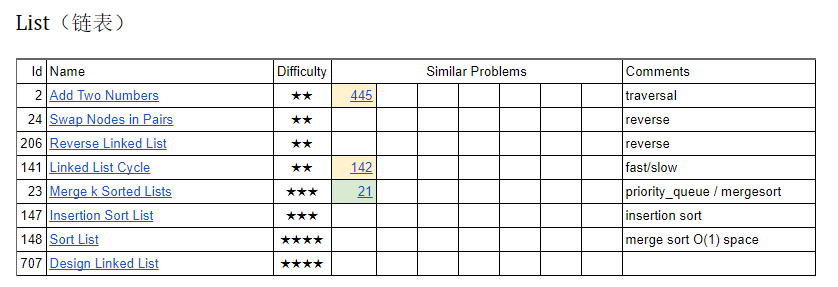 List（链表）
Id Name Difficulty Similar Problems Comments
2 Add Two Numbers ★★ 445 traversal
24 Swap Nodes in Pairs ★★ reverse
206 Reverse Linked List ★★ reverse
141 Linked List Cycle ★★ 142 fast/slow
23 Merge k Sorted Lists ★★★ 21 priority_queue / mergesort
147 Insertion Sort List ★★★ insertion sort
148 Sort List ★★★★ merge sort O(1) space
707 Design Linked List ★★★★